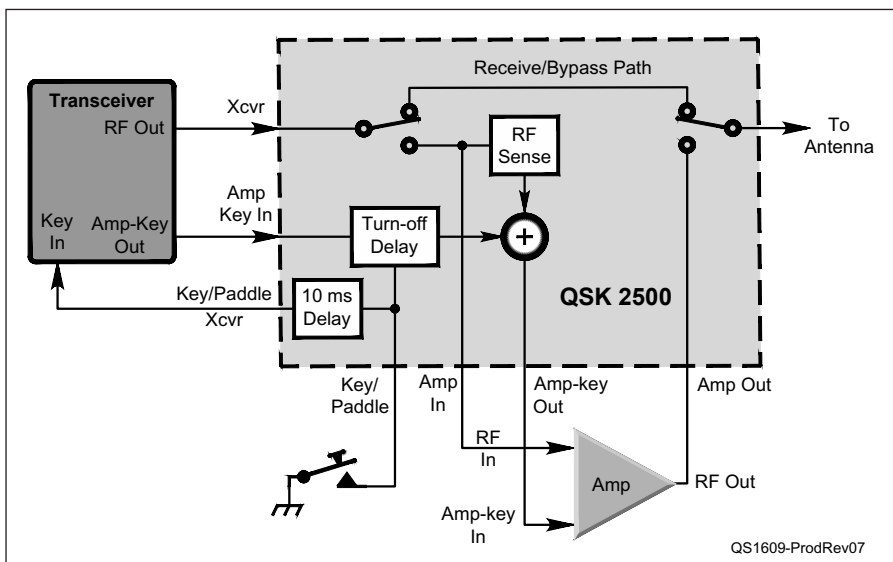 Receive/Bypass Path
Transceiver
RF Out
Xcvr
RF
Sense
To
Antenna
Amp
Key In
Key
In
Amp-Key
Out
Turn-off
Delay
+
Key/Paddle
Xcvr
10 ms
Delay
QSK 2500
Key/
Paddle
Amp
In
Amp-key
Out
Amp Out
RF
In
Amp
RF Out
Amp-key
In
QS1609-ProdRev07